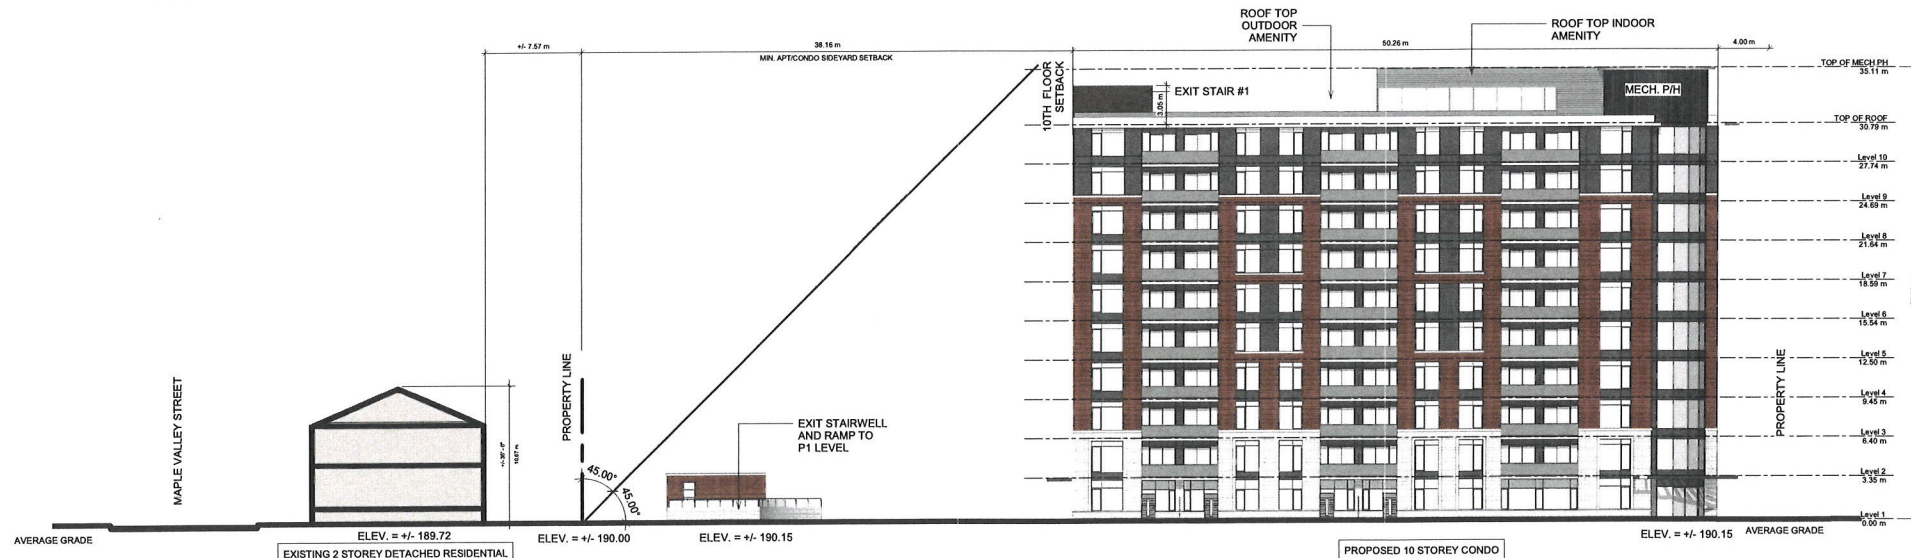 +/- 7.57 m
38.16 m
MIN. APT/CONDO SIDEYARD SETBACK
ROOF TOP
OUTDOOR
AMENITY
ROOF TOP INDOOR
AMENITY
50.26 m
4.00 m
10TH FLOOR
SETBACK
EXIT STAIR #1
3.05 m
MECH. P/H
TOP OF MECH PH
35.11 m
TOP OF ROOF
30.79 m
Level 10
27.74 m
Level 9
24.69 m
Level 8
21.64 m
Level 7
18.59 m
Level 6
15.54 m
Level 5
12.50 m
Level 4
9.45 m
Level 3
6.40 m
Level 2
3.35 m
Level 1
0.00 m
MAPLE VALLEY STREET
+/- 35' - 0"
10.67 m
PROPERTY LINE
45.00°
45.00°
EXIT STAIRWELL
AND RAMP TO
P1 LEVEL
PROPERTY LINE
AVERAGE GRADE
ELEV. = +/- 189.72
ELEV. = +/- 190.00
ELEV. = +/- 190.15
ELEV. = +/- 190.15
AVERAGE GRADE
EXISTING 2 STOREY DETACHED RESIDENTIAL
PROPOSED 10 STOREY CONDO